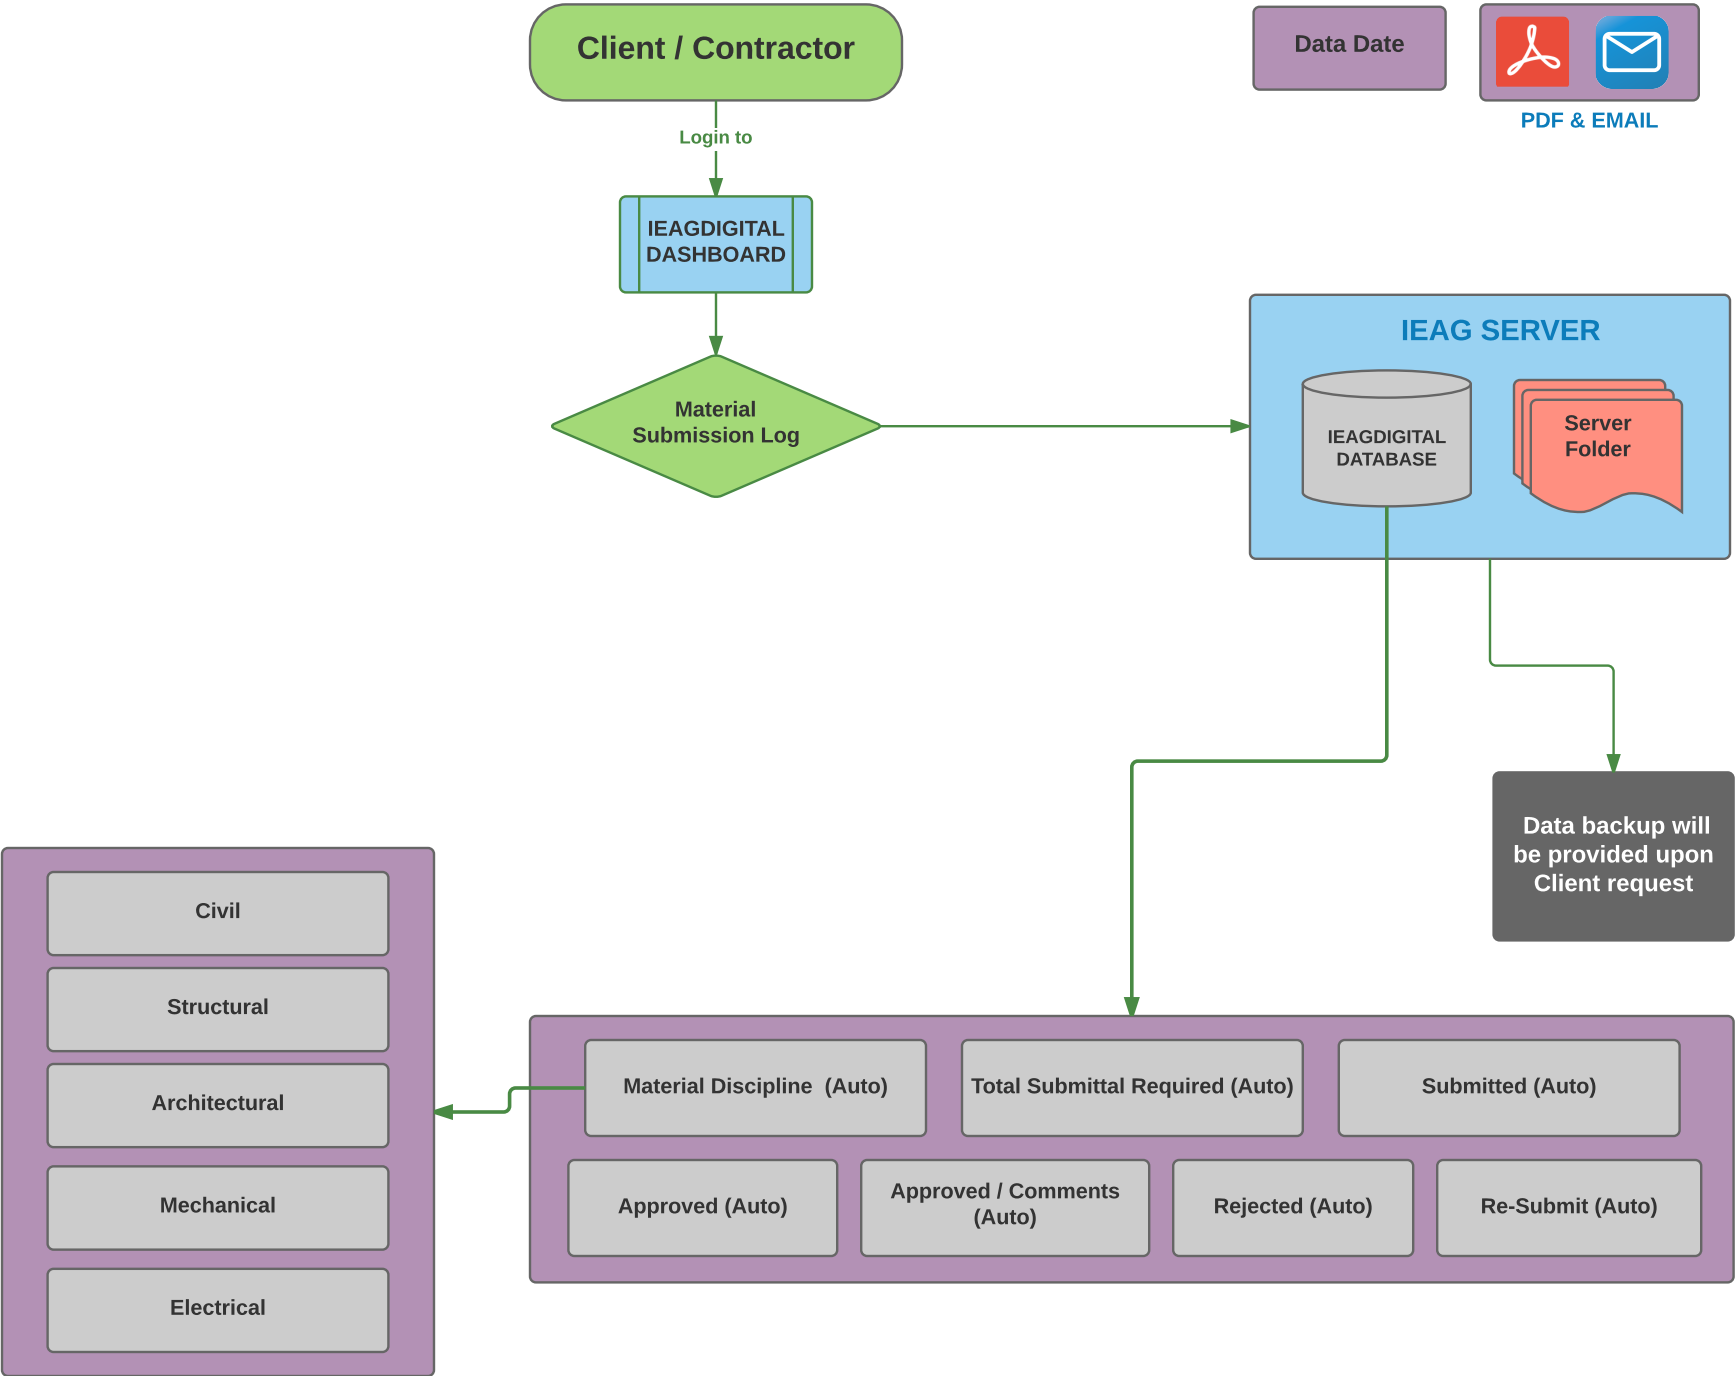 Client / Contractor
Data Date
PDF & EMAIL
Login to
IEAGDIGITAL
DASHBOARD
Material
Submission Log
IEAG SERVER
IEAGDIGITAL
DATABASE
Server
Folder
Data backup will
be provided upon
Client request
Civil
Structural
Architectural
Mechanical
Electrical
Material Discipline  (Auto)
Total Submittal Required (Auto)
Submitted (Auto)
Approved (Auto)
Approved / Comments
(Auto)
Rejected (Auto)
Re-Submit (Auto)